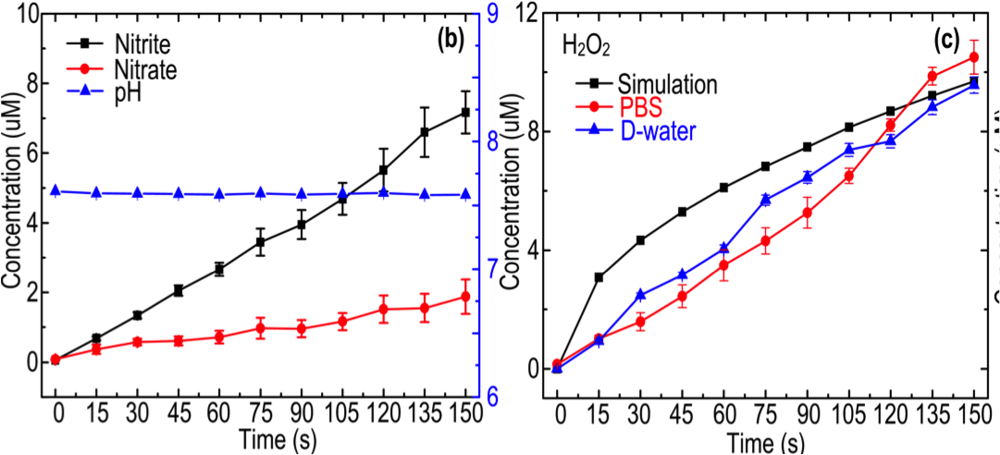 (b)
Nitrite
Nitrate
pH
Concentration (uM)
10
8
6
4
2
0
9
8
7
6
0 15 30 45 60 75 90 105 120 135 150
Time (s)
(c)
H₂O₂
Simulation
PBS
D-water
Concentration (uM)
12
8
4
0
0 15 30 45 60 75 90 105 120 135 150
Time (s)